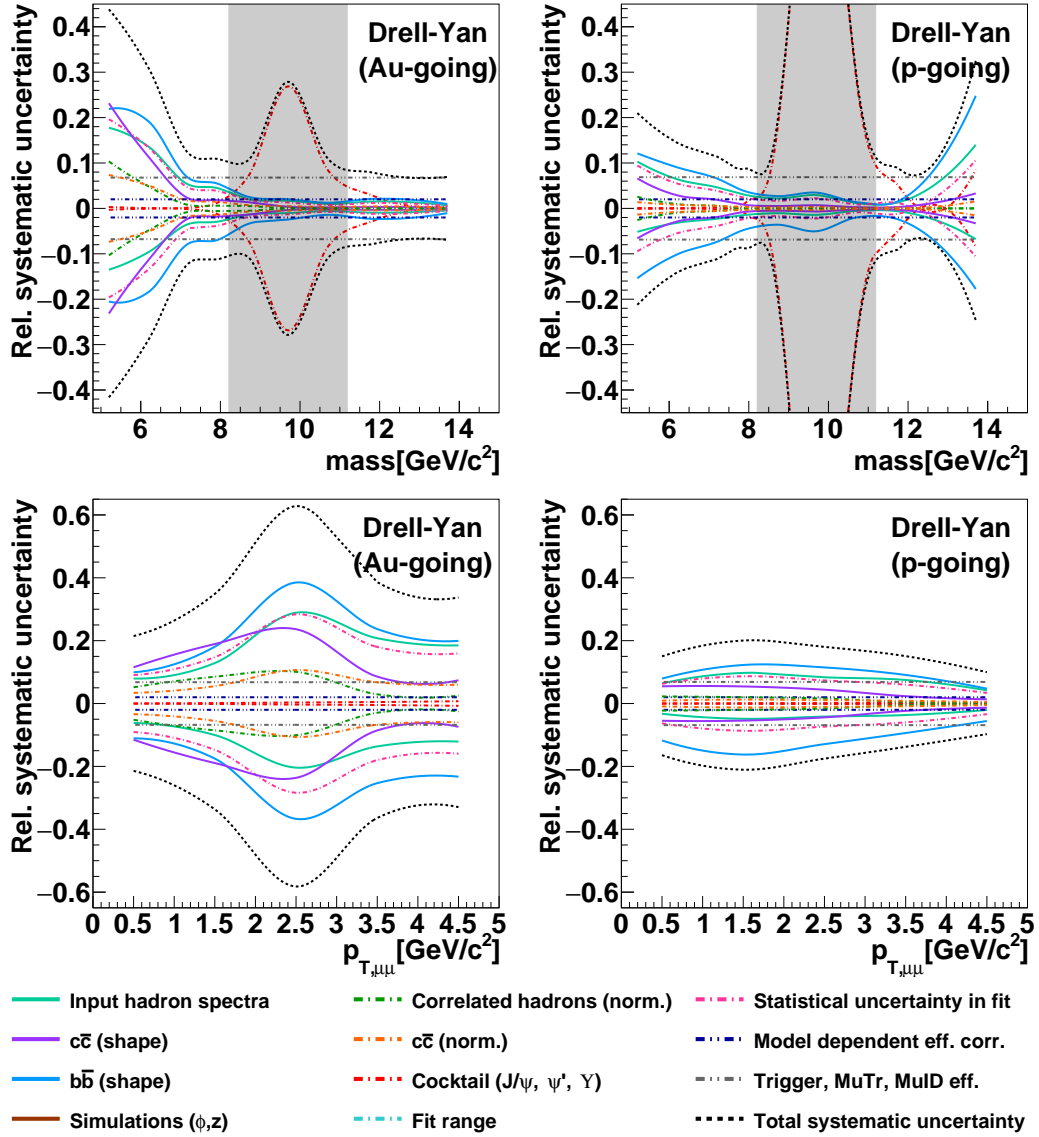 Rel. systematic uncertainty
0.4
0.3
0.2
0.1
0
−0.1
−0.2
−0.3
−0.4
Drell-Yan
(Au-going)
6 8 10 12 14
mass[GeV/c²]
Rel. systematic uncertainty
0.4
0.3
0.2
0.1
0
−0.1
−0.2
−0.3
−0.4
Drell-Yan
(p-going)
6 8 10 12 14
mass[GeV/c²]
Rel. systematic uncertainty
0.6
0.4
0.2
0
−0.2
−0.4
−0.6
Drell-Yan
(Au-going)
0 0.5 1 1.5 2 2.5 3 3.5 4 4.5 5
p_T,μμ[GeV/c²]
Rel. systematic uncertainty
0.6
0.4
0.2
0
−0.2
−0.4
−0.6
Drell-Yan
(p-going)
0 0.5 1 1.5 2 2.5 3 3.5 4 4.5 5
p_T,μμ[GeV/c²]
Input hadron spectra
cc̅ (shape)
bb̅ (shape)
Simulations (ϕ,z)
Correlated hadrons (norm.)
cc̅ (norm.)
Cocktail (J/ψ, ψ', Υ)
Fit range
Statistical uncertainty in fit
Model dependent eff. corr.
Trigger, MuTr, MuID eff.
Total systematic uncertainty